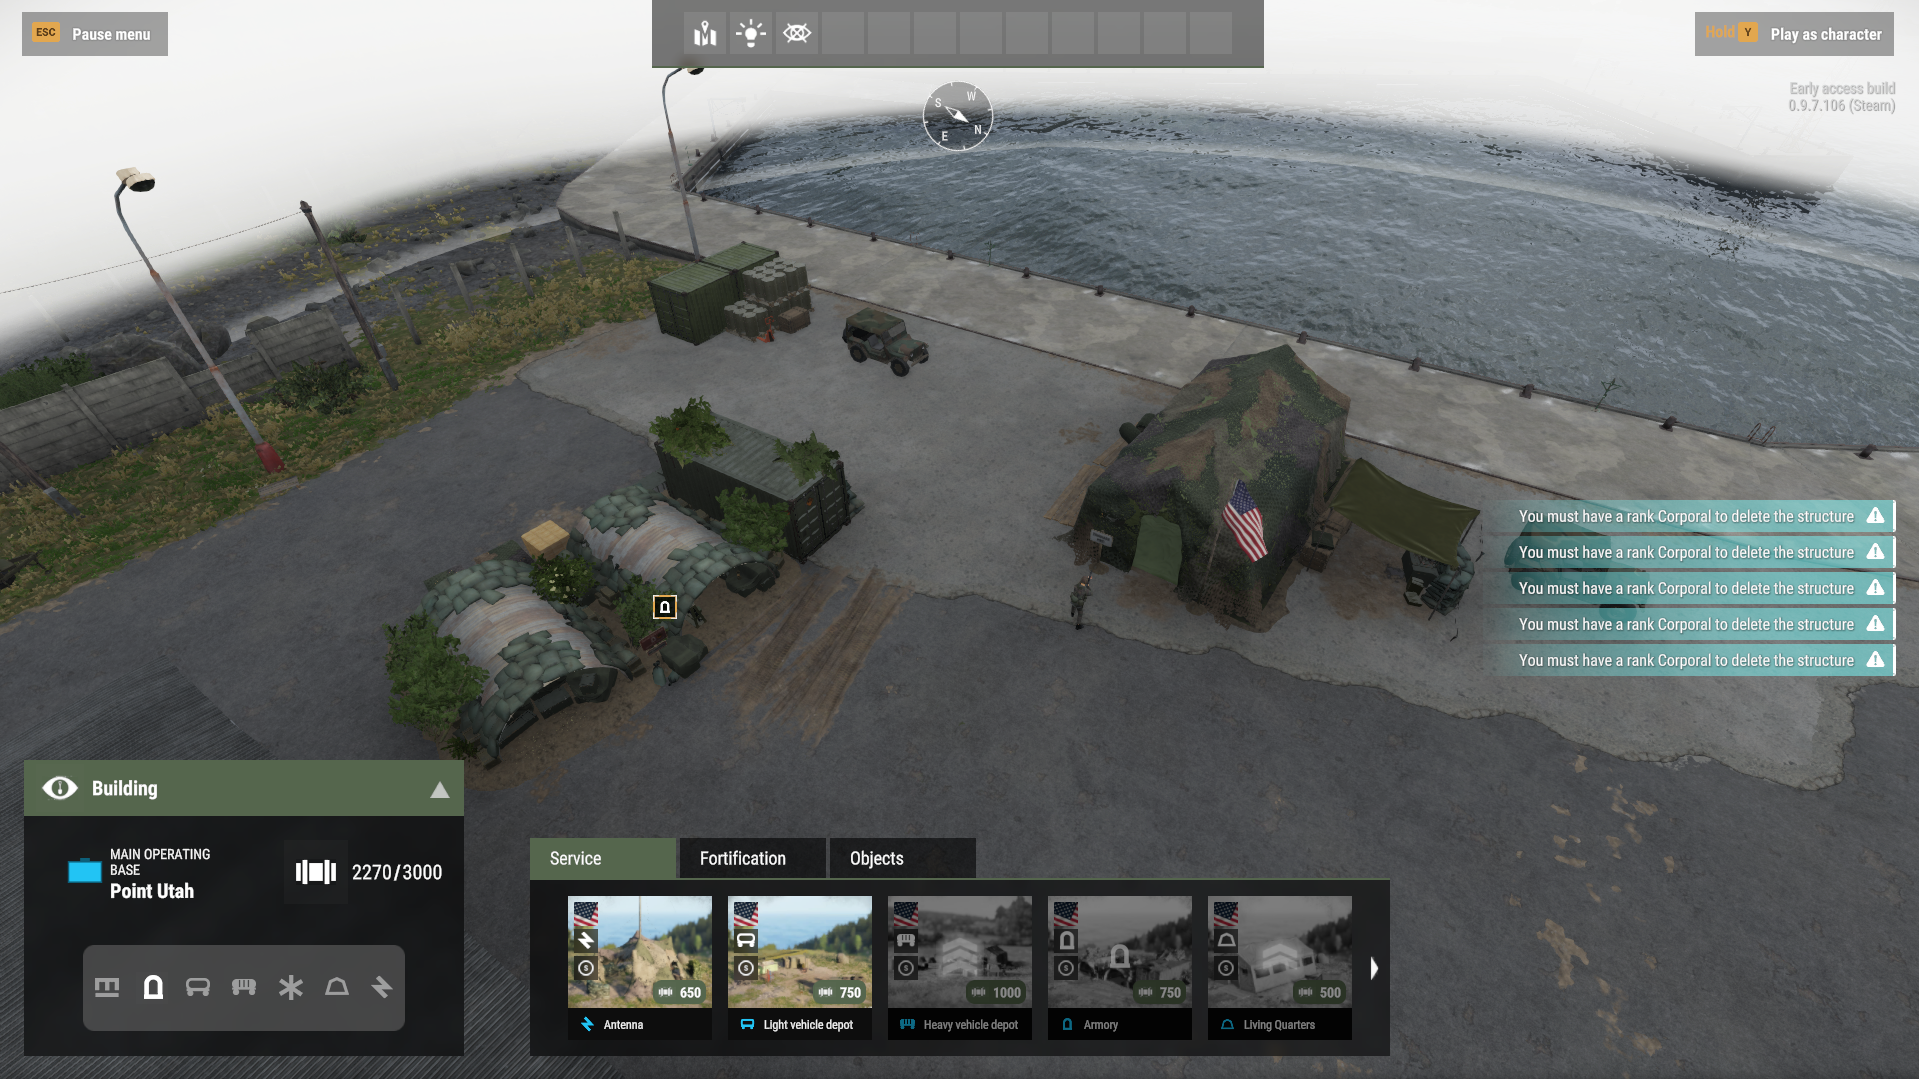 ESC Pause menu
Hold Y Play as character
Early access build
0.9.7.106 (Steam)
S W
E N
You must have a rank Corporal to delete the structure
You must have a rank Corporal to delete the structure
You must have a rank Corporal to delete the structure
You must have a rank Corporal to delete the structure
You must have a rank Corporal to delete the structure
Building
MAIN OPERATING
BASE
Point Utah
2270/3000
Service Fortification Objects
650 750 1000 750 500
Antenna Light vehicle depot Heavy vehicle depot Armory Living Quarters